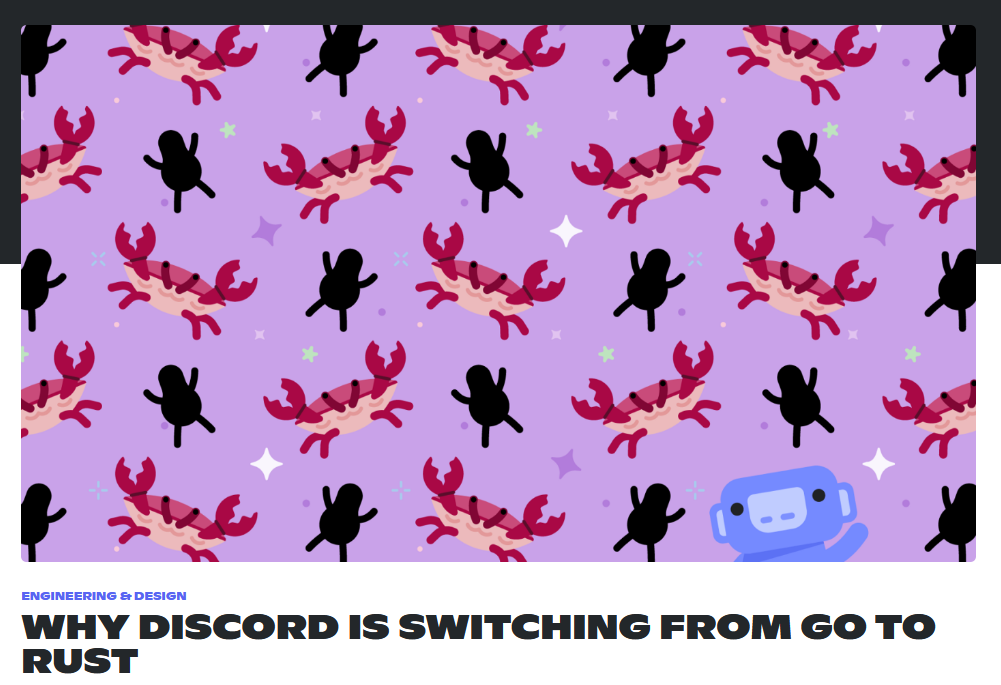 ENGINEERING & DESIGN
WHY DISCORD IS SWITCHING FROM GO TO
RUST